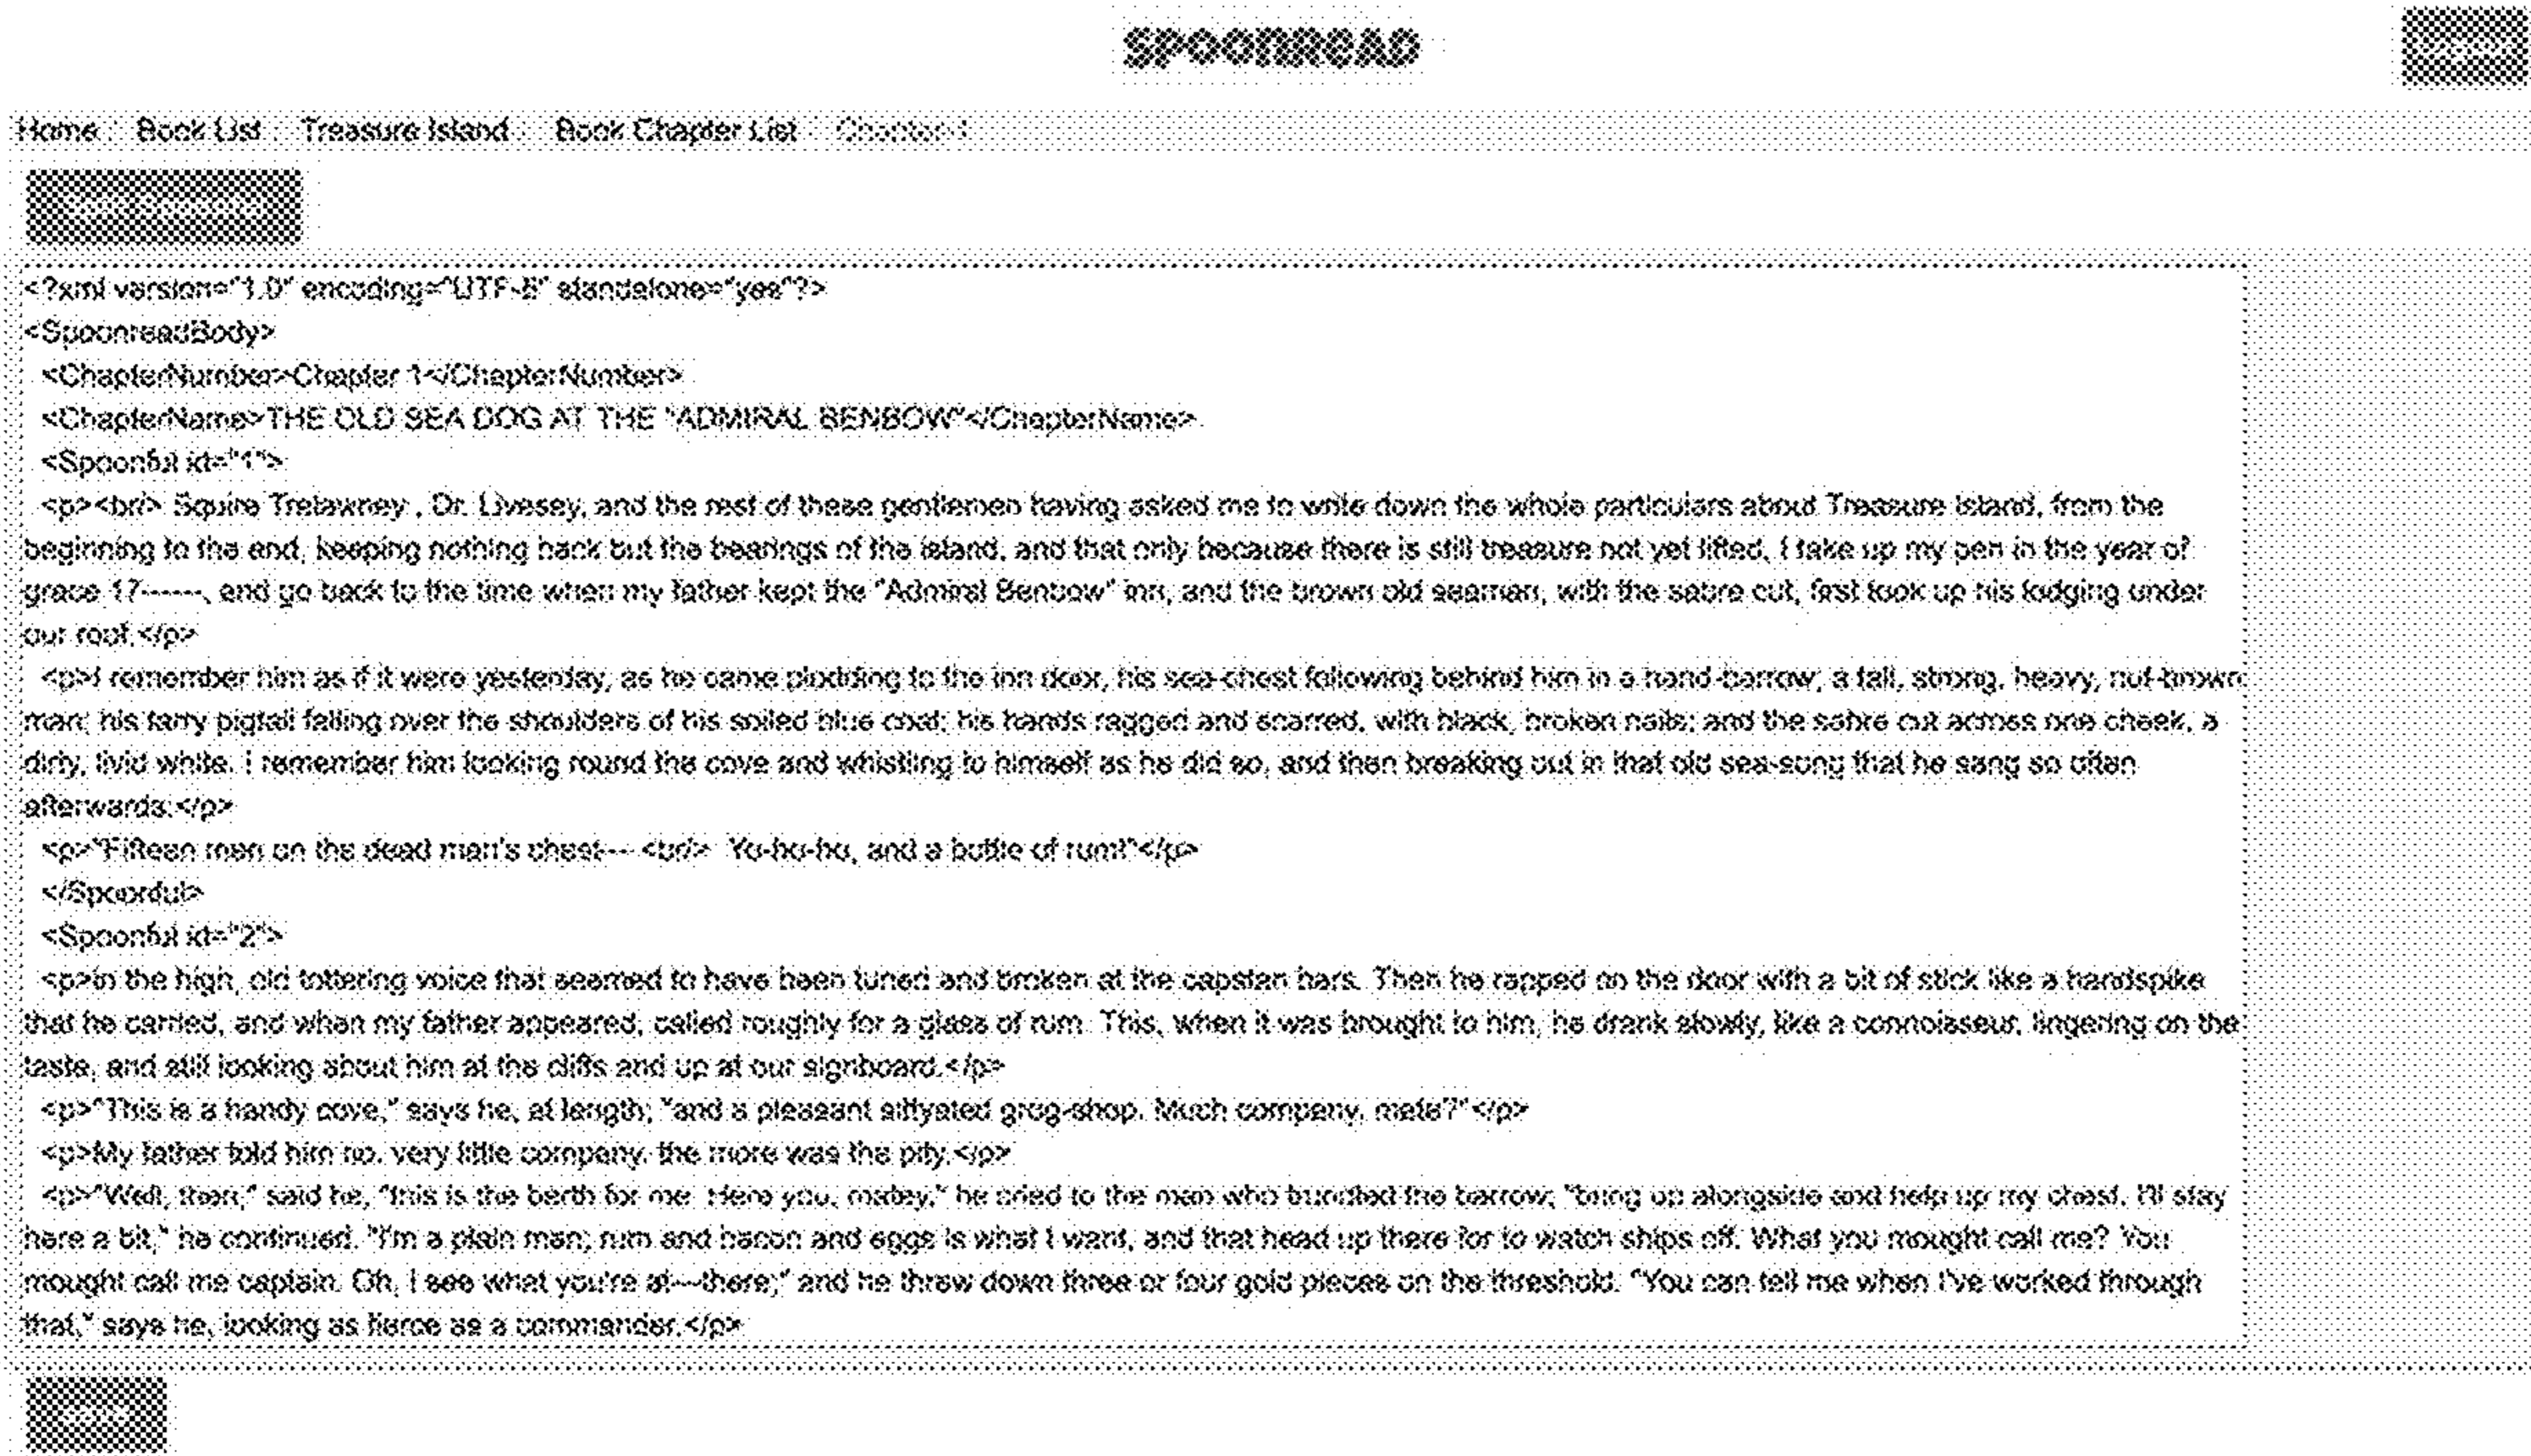 SPOONREAD
Home Book List Treasure Island Book Chapter List Chapter 1
<?xml version="1.0" encoding="UTF-8" standalone="yes"?>
<SpoonreadBody>
<ChapterNumber>Chapter 1</ChapterNumber>
<ChapterName>THE OLD SEA DOG AT THE "ADMIRAL BENBOW"</ChapterName>
<Spoonful id="1">
<p><br/> Squire Trelawney , Dr. Livesey, and the rest of these gentlemen having asked me to write down the whole particulars about Treasure Island, from the
beginning to the end, keeping nothing back but the bearings of the island, and that only because there is still treasure not yet lifted, I take up my pen in the year of
grace 17------, and go back to the time when my father kept the "Admiral Benbow" inn, and the brown old seaman, with the sabre cut, first took up his lodging under
our roof.</p>
<p>I remember him as if it were yesterday, as he came plodding to the inn door, his sea-chest following behind him in a hand-barrow; a tall, strong, heavy, nut-brown
man; his tarry pigtail falling over the shoulders of his soiled blue coat; his hands ragged and scarred, with black, broken nails; and the sabre cut across one cheek, a
dirty, livid white. I remember him looking round the cove and whistling to himself as he did so, and then breaking out in that old sea-song that he sang so often
afterwards:</p>
<p>"Fifteen men on the dead man's chest--- <br/> Yo-ho-ho, and a bottle of rum!"</p>
</Spoonful>
<Spoonful id="2">
<p>in the high, old tottering voice that seemed to have been tuned and broken at the capstan bars. Then he rapped on the door with a bit of stick like a handspike
that he carried, and when my father appeared, called roughly for a glass of rum. This, when it was brought to him, he drank slowly, like a connoisseur, lingering on the
taste, and still looking about him at the cliffs and up at our signboard.</p>
<p>"This is a handy cove," says he, at length; "and a pleasant sittyated grog-shop. Much company, mate?"</p>
<p>My father told him no, very little company, the more was the pity.</p>
<p>"Well, then," said he, "this is the berth for me. Here you, matey," he cried to the man who trundled the barrow; "bring up alongside and help up my chest. I'll stay
here a bit," he continued. "I'm a plain man; rum and bacon and eggs is what I want, and that head up there for to watch ships off. What you mought call me? You
mought call me captain. Oh, I see what you're at---there;" and he threw down three or four gold pieces on the threshold. "You can tell me when I've worked through
that," says he, looking as fierce as a commander.</p>